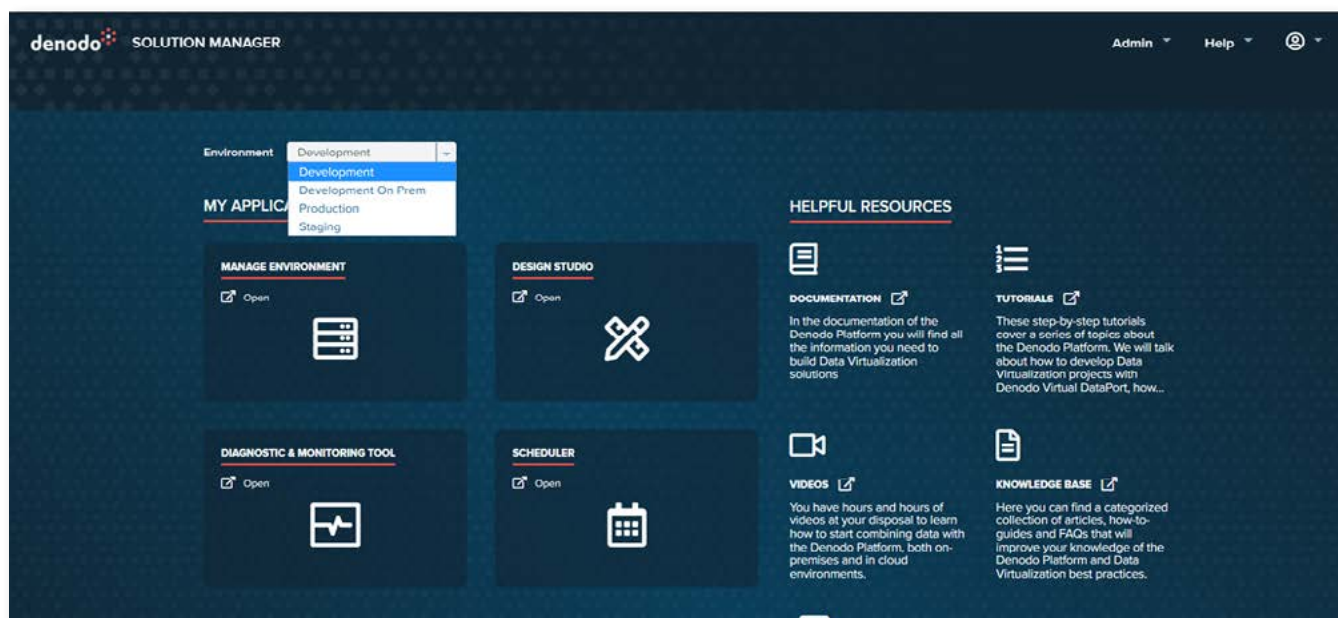 denodo SOLUTION MANAGER
Admin
Help
Environment
Development
Development
Development On Prem
Production
Staging
MY APPLICA
HELPFUL RESOURCES
MANAGE ENVIRONMENT
Open
DESIGN STUDIO
Open
DOCUMENTATION
In the documentation of the
Denodo Platform you will find all
the information you need to
build Data Virtualization
solutions
1
2
3
TUTORIALS
These step-by-step tutorials
cover a series of topics about
the Denodo Platform. We will talk
about how to develop Data
Virtualization projects with
Denodo Virtual DataPort, how...
DIAGNOSTIC & MONITORING TOOL
Open
SCHEDULER
Open
VIDEOS
You have hours and hours of
videos at your disposal to learn
how to start combining data with
the Denodo Platform, both on-
premises and in cloud
environments.
KNOWLEDGE BASE
Here you can find a categorized
collection of articles, how-to-
guides and FAQs that will
improve your knowledge of the
Denodo Platform and Data
Virtualization best practices.